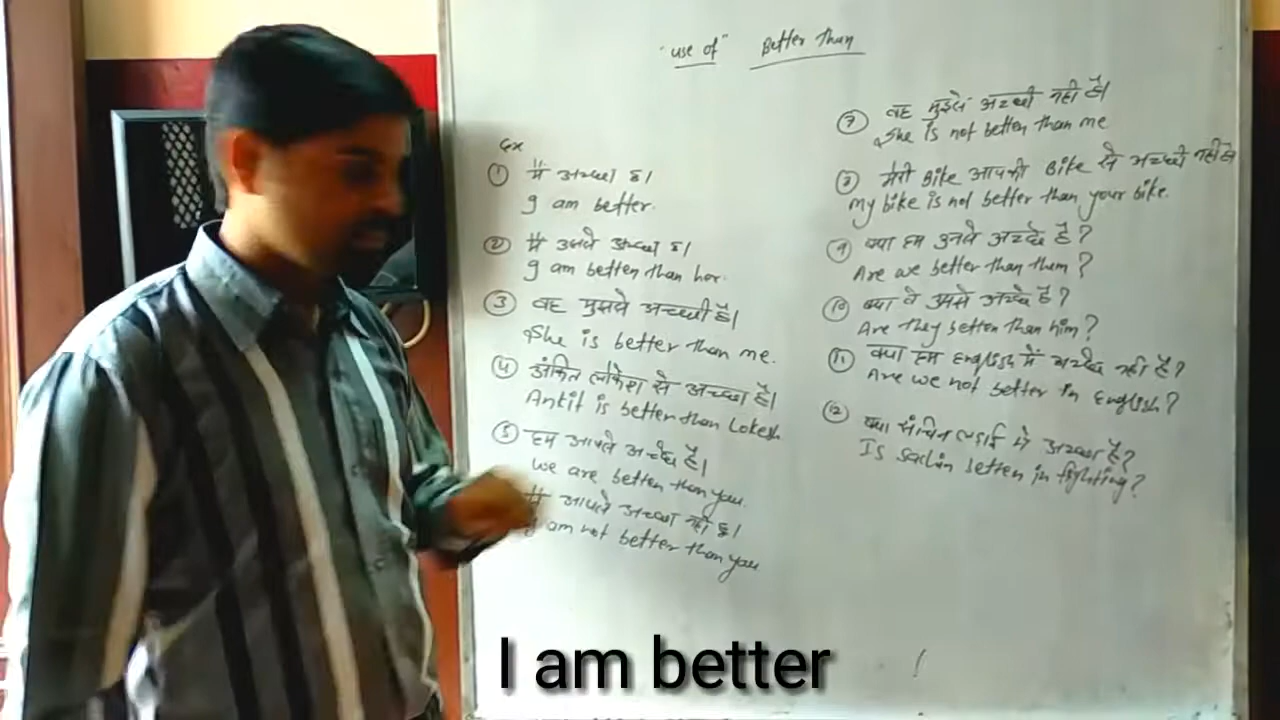 "use of" Better Than
Ex
① मैं अच्छा हूँ।
I am better.
② मैं उससे अच्छा हूँ।
I am better than her.
③ वह मुझसे अच्छी है।
She is better than me.
④ अंकित लोकेश से अच्छा है।
Ankit is better than Lokesh
⑤ हम आपसे अच्छे है।
we are better than you.
मैं आपसे अच्छा नहीं हूँ।
I am not better than you
⑦ वह मुझसे अच्छी नहीं है।
She is not better than me
⑧ मेरी Bike आपकी Bike से अच्छी नहीं है
My bike is not better than your bike.
⑨ क्या हम उनसे अच्छे है?
Are we better than them?
⑩ क्या वे उससे अच्छे है?
Are they better than him?
⑪ क्या हम English में अच्छे नहीं है?
Are we not better in English?
⑫ क्या सचिन लड़ाई में अच्छा है?
Is Sachin better in fighting?
I am better